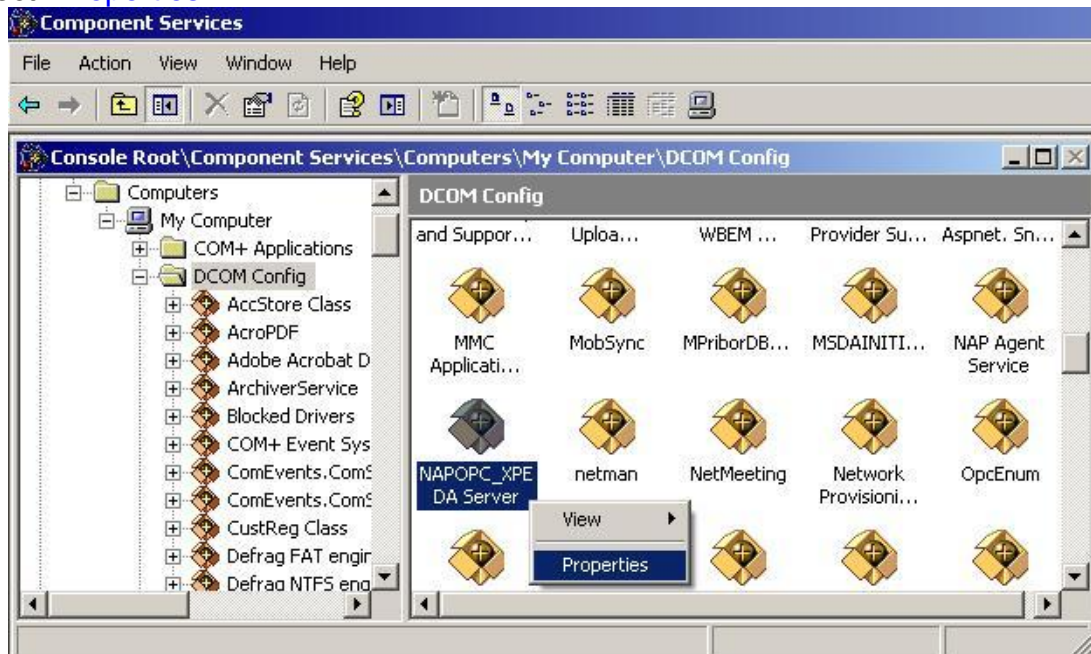 Component Services
File Action View Window Help
Console Root\Component Services\Computers\My Computer\DCOM Config
Computers
My Computer
COM+ Applications
DCOM Config
AccStore Class
AcroPDF
Adobe Acrobat D
ArchiverService
Blocked Drivers
COM+ Event Sys
ComEvents.ComS
ComEvents.ComS
CustReg Class
Defrag FAT engin
Defrag NTFS eng
DCOM Config
and Suppor... Uploa... WBEM ... Provider Su... Aspnet. Sn...
MMC Applicati... MobSync MPriborDB... MSDAINITI... NAP Agent Service
NAPOPC_XPE DA Server netman NetMeeting Network Provisioni... OpcEnum
View
Properties